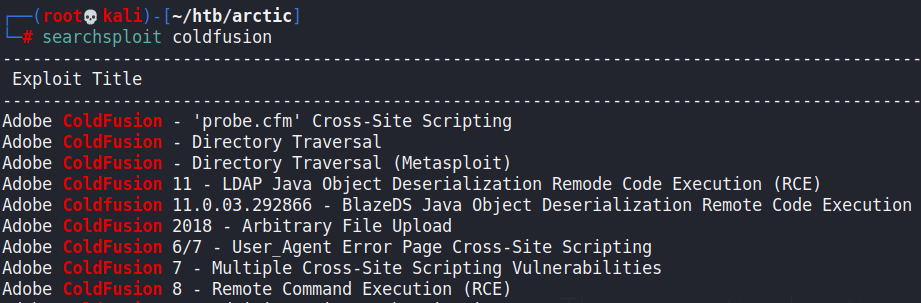 ┌──(root💀kali)-[~/htb/arctic]
└─# searchsploit coldfusion
---------------------------------------------------------------------------------------------
 Exploit Title
---------------------------------------------------------------------------------------------
Adobe ColdFusion - 'probe.cfm' Cross-Site Scripting
Adobe ColdFusion - Directory Traversal
Adobe ColdFusion - Directory Traversal (Metasploit)
Adobe ColdFusion 11 - LDAP Java Object Deserialization Remode Code Execution (RCE)
Adobe Coldfusion 11.0.03.292866 - BlazeDS Java Object Deserialization Remote Code Execution
Adobe ColdFusion 2018 - Arbitrary File Upload
Adobe ColdFusion 6/7 - User_Agent Error Page Cross-Site Scripting
Adobe ColdFusion 7 - Multiple Cross-Site Scripting Vulnerabilities
Adobe ColdFusion 8 - Remote Command Execution (RCE)